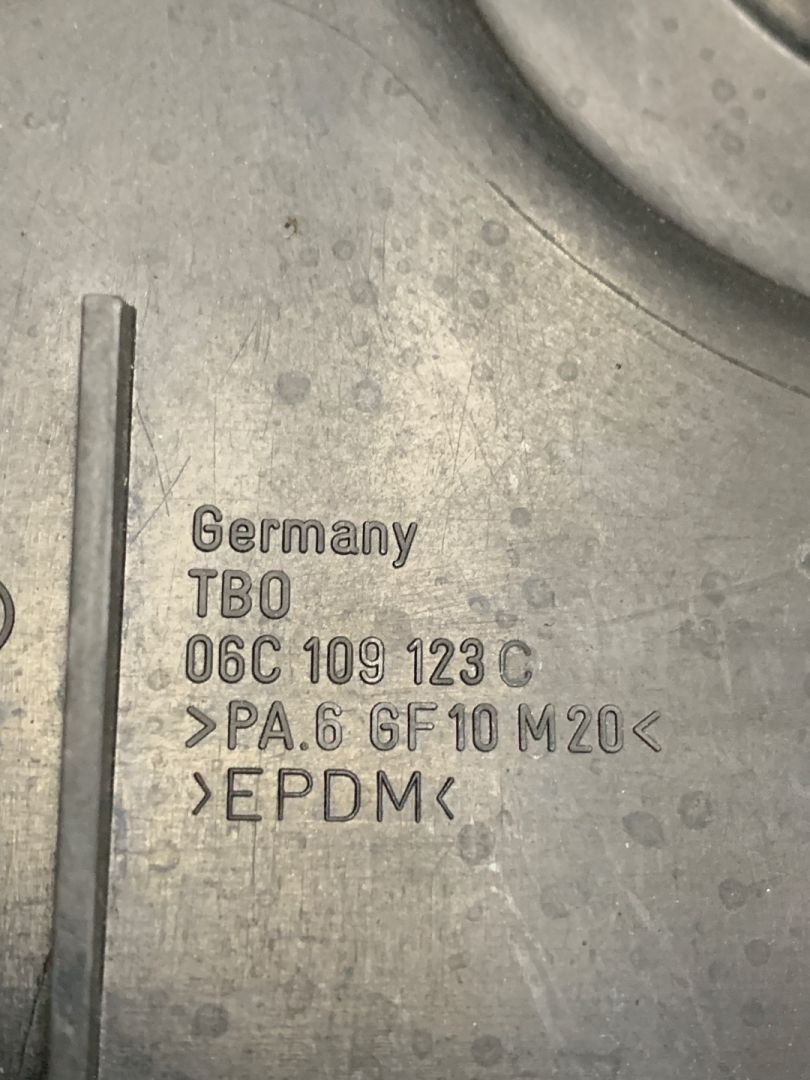 Germany
TBO
06C 109 123 C
>PA.6 GF10 M20<
>EPDM<